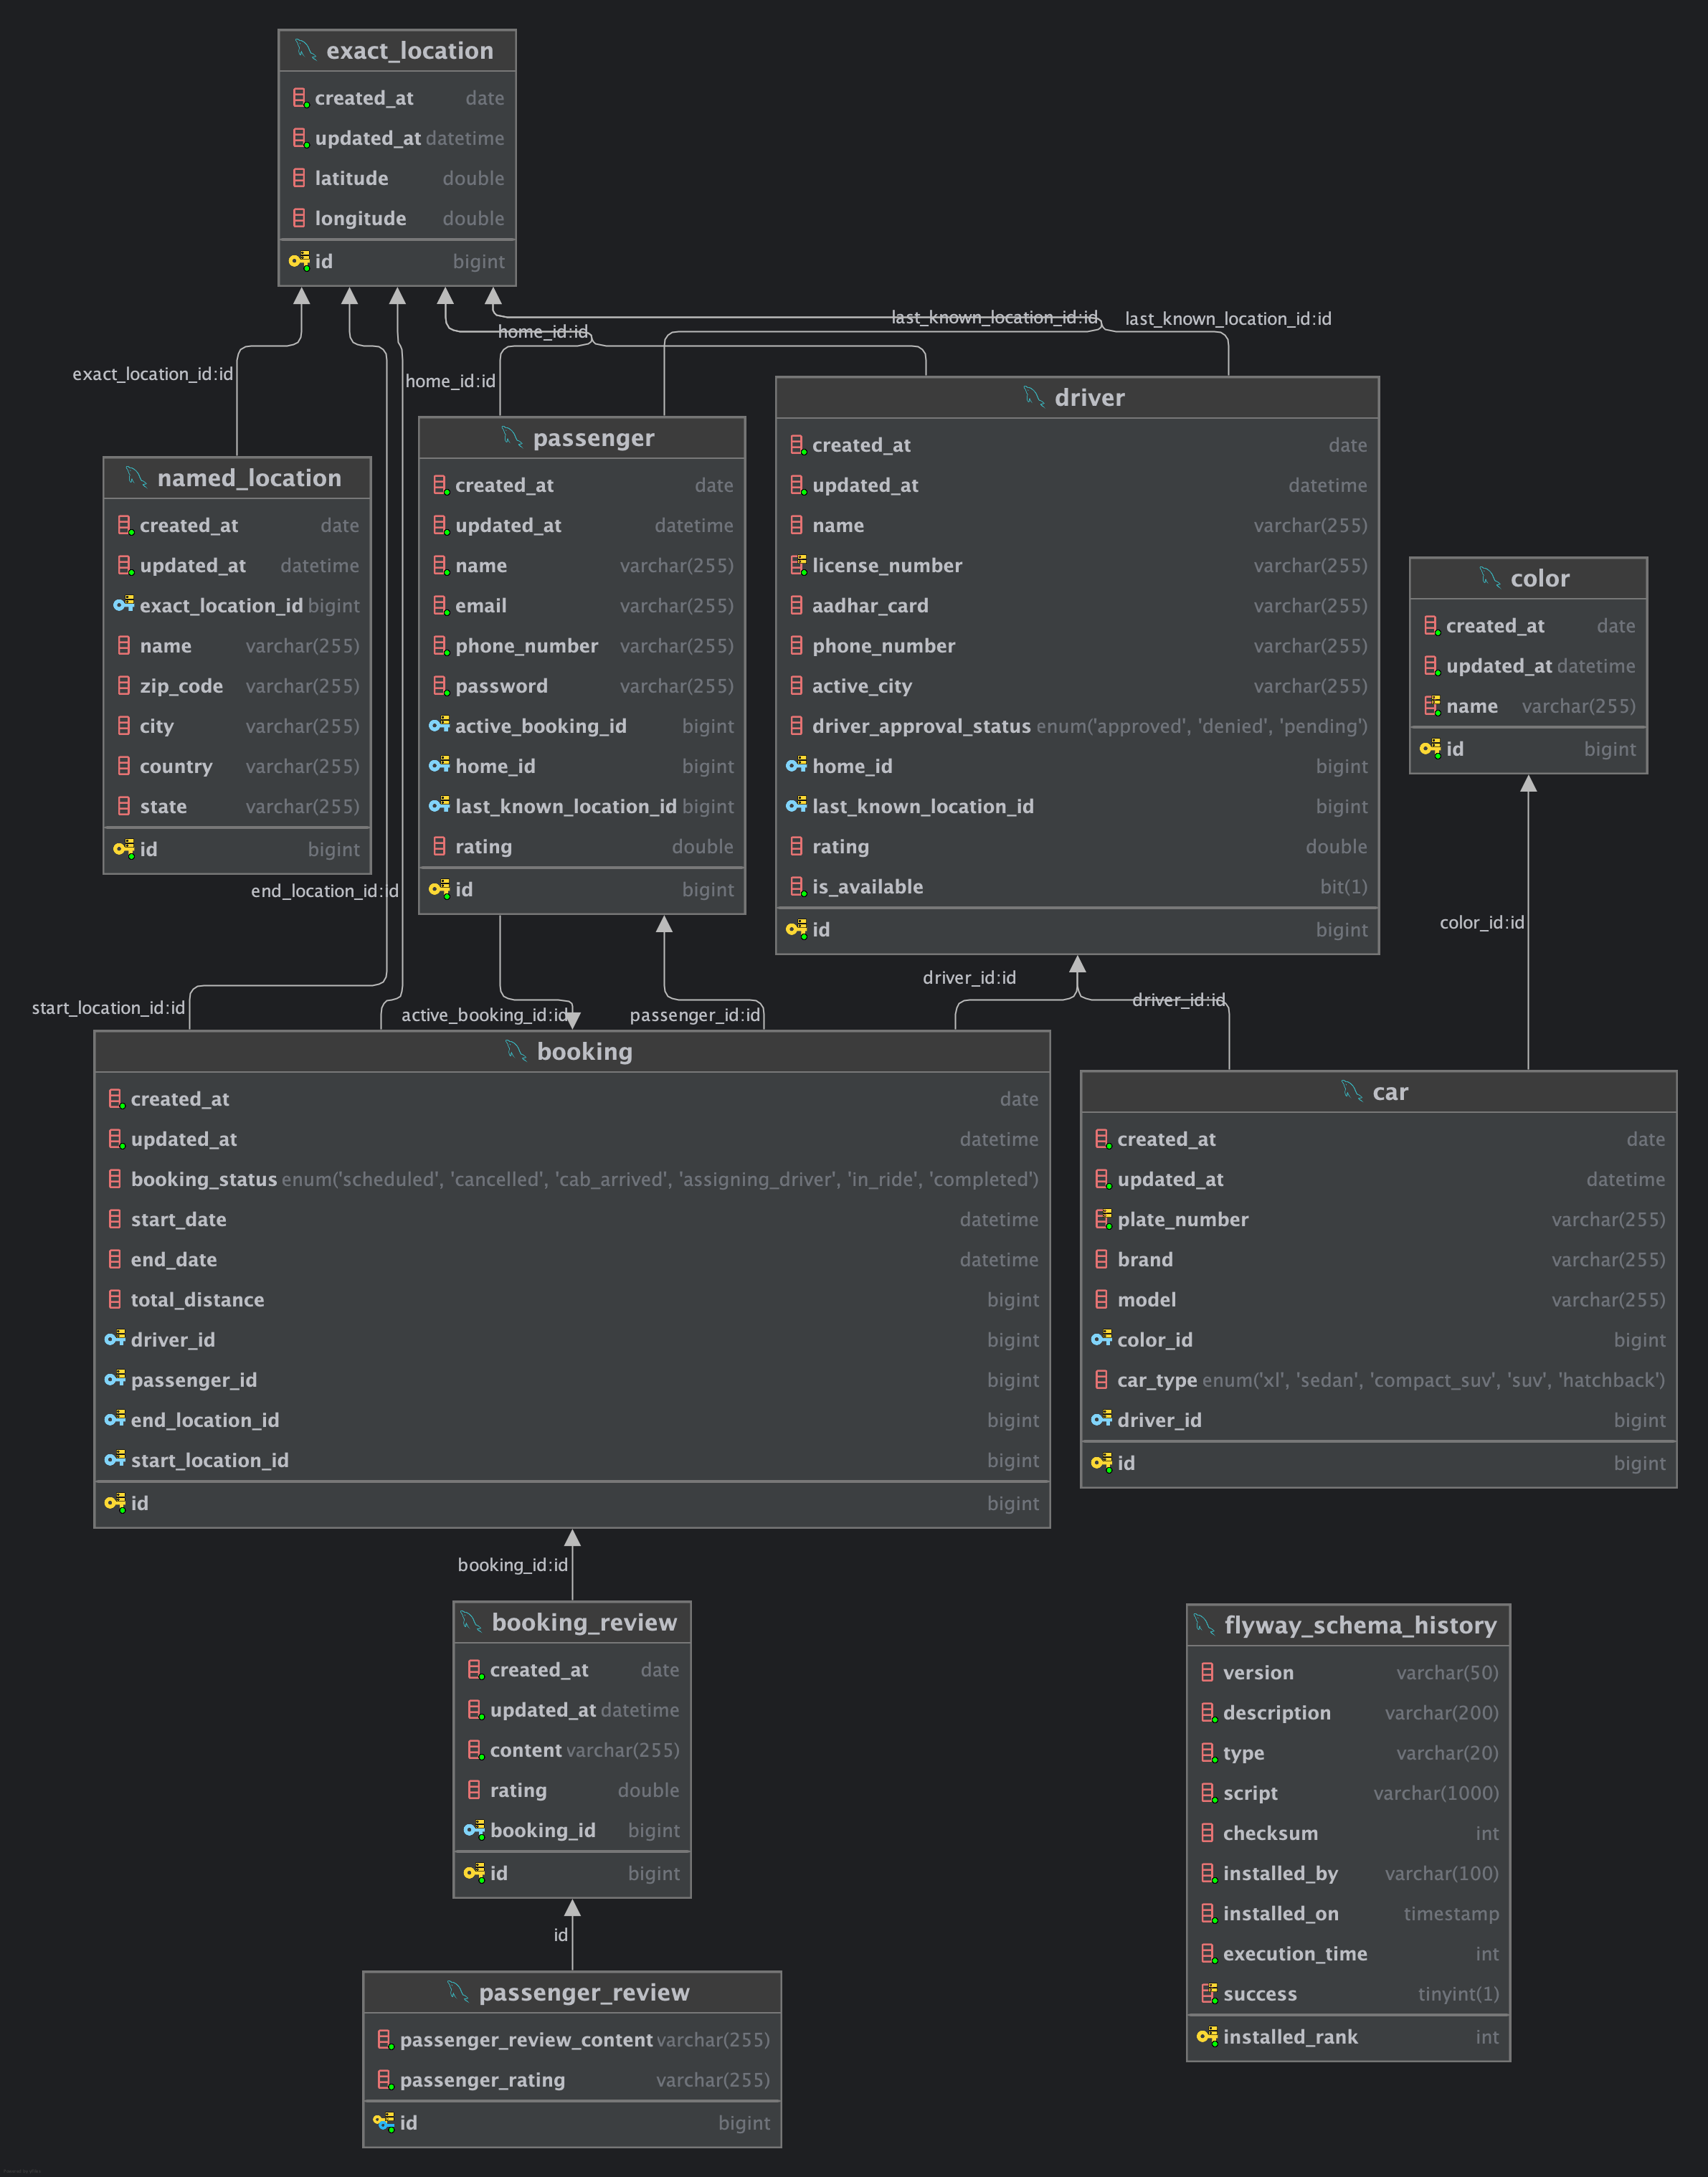 exact_location
created_at date
updated_at datetime
latitude double
longitude double
id bigint
last_known_location_id:id
last_known_location_id:id
home_id:id
exact_location_id:id
home_id:id
named_location
created_at date
updated_at datetime
exact_location_id bigint
name varchar(255)
zip_code varchar(255)
city varchar(255)
country varchar(255)
state varchar(255)
id bigint
passenger
created_at date
updated_at datetime
name varchar(255)
email varchar(255)
phone_number varchar(255)
password varchar(255)
active_booking_id bigint
home_id bigint
last_known_location_id bigint
rating double
id bigint
driver
created_at date
updated_at datetime
name varchar(255)
license_number varchar(255)
aadhar_card varchar(255)
phone_number varchar(255)
active_city varchar(255)
driver_approval_status enum('approved', 'denied', 'pending')
home_id bigint
last_known_location_id bigint
rating double
is_available bit(1)
id bigint
color
created_at date
updated_at datetime
name varchar(255)
id bigint
end_location_id:id
color_id:id
start_location_id:id
active_booking_id:id
passenger_id:id
driver_id:id
driver_id:id
booking
created_at date
updated_at datetime
booking_status enum('scheduled', 'cancelled', 'cab_arrived', 'assigning_driver', 'in_ride', 'completed')
start_date datetime
end_date datetime
total_distance bigint
driver_id bigint
passenger_id bigint
end_location_id bigint
start_location_id bigint
id bigint
car
created_at date
updated_at datetime
plate_number varchar(255)
brand varchar(255)
model varchar(255)
color_id bigint
car_type enum('xl', 'sedan', 'compact_suv', 'suv', 'hatchback')
driver_id bigint
id bigint
booking_id:id
booking_review
created_at date
updated_at datetime
content varchar(255)
rating double
booking_id bigint
id bigint
id
passenger_review
passenger_review_content varchar(255)
passenger_rating varchar(255)
id bigint
flyway_schema_history
version varchar(50)
description varchar(200)
type varchar(20)
script varchar(1000)
checksum int
installed_by varchar(100)
installed_on timestamp
execution_time int
success tinyint(1)
installed_rank int